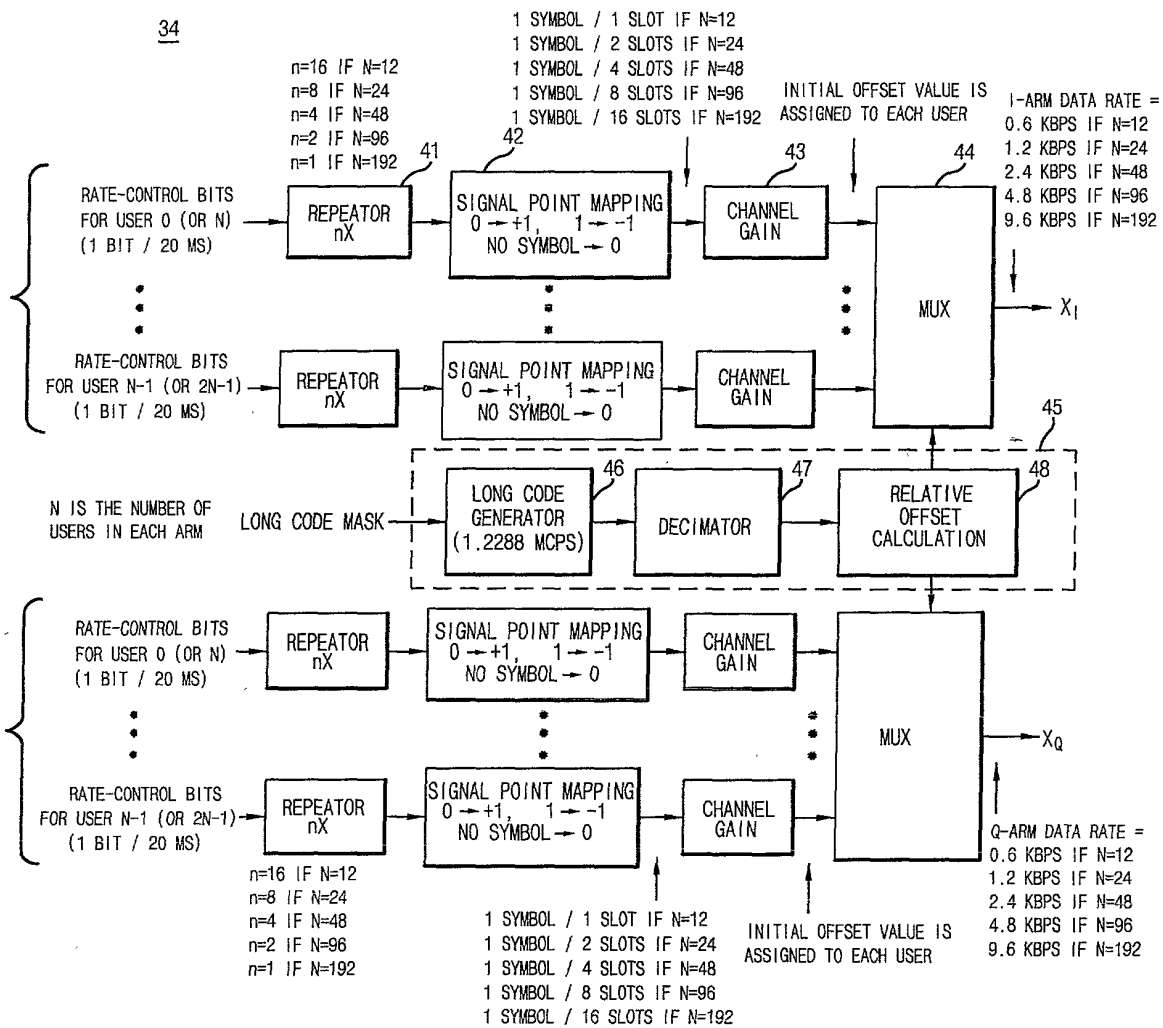 34
1 SYMBOL / 1 SLOT IF N=12
1 SYMBOL / 2 SLOTS IF N=24
1 SYMBOL / 4 SLOTS IF N=48
1 SYMBOL / 8 SLOTS IF N=96
1 SYMBOL / 16 SLOTS IF N=192
n=16 IF N=12
n=8 IF N=24
n=4 IF N=48
n=2 IF N=96
n=1 IF N=192
INITIAL OFFSET VALUE IS
ASSIGNED TO EACH USER
I-ARM DATA RATE =
0.6 KBPS IF N=12
1.2 KBPS IF N=24
2.4 KBPS IF N=48
4.8 KBPS IF N=96
9.6 KBPS IF N=192
41
42
43
44
RATE-CONTROL BITS
FOR USER 0 (OR N)
(1 BIT / 20 MS)
REPEATOR
nX
SIGNAL POINT MAPPING
0 → +1, 1 → -1
NO SYMBOL → 0
CHANNEL
GAIN
MUX
XI
RATE-CONTROL BITS
FOR USER N-1 (OR 2N-1)
(1 BIT / 20 MS)
REPEATOR
nX
SIGNAL POINT MAPPING
0 → +1, 1 → -1
NO SYMBOL → 0
CHANNEL
GAIN
45
46
47
48
N IS THE NUMBER OF
USERS IN EACH ARM
LONG CODE MASK
LONG CODE
GENERATOR
(1.2288 MCPS)
DECIMATOR
RELATIVE
OFFSET
CALCULATION
RATE-CONTROL BITS
FOR USER 0 (OR N)
(1 BIT / 20 MS)
REPEATOR
nX
SIGNAL POINT MAPPING
0 → +1, 1 → -1
NO SYMBOL → 0
CHANNEL
GAIN
MUX
XQ
RATE-CONTROL BITS
FOR USER N-1 (OR 2N-1)
(1 BIT / 20 MS)
REPEATOR
nX
SIGNAL POINT MAPPING
0 → +1, 1 → -1
NO SYMBOL → 0
CHANNEL
GAIN
n=16 IF N=12
n=8 IF N=24
n=4 IF N=48
n=2 IF N=96
n=1 IF N=192
1 SYMBOL / 1 SLOT IF N=12
1 SYMBOL / 2 SLOTS IF N=24
1 SYMBOL / 4 SLOTS IF N=48
1 SYMBOL / 8 SLOTS IF N=96
1 SYMBOL / 16 SLOTS IF N=192
INITIAL OFFSET VALUE IS
ASSIGNED TO EACH USER
Q-ARM DATA RATE =
0.6 KBPS IF N=12
1.2 KBPS IF N=24
2.4 KBPS IF N=48
4.8 KBPS IF N=96
9.6 KBPS IF N=192